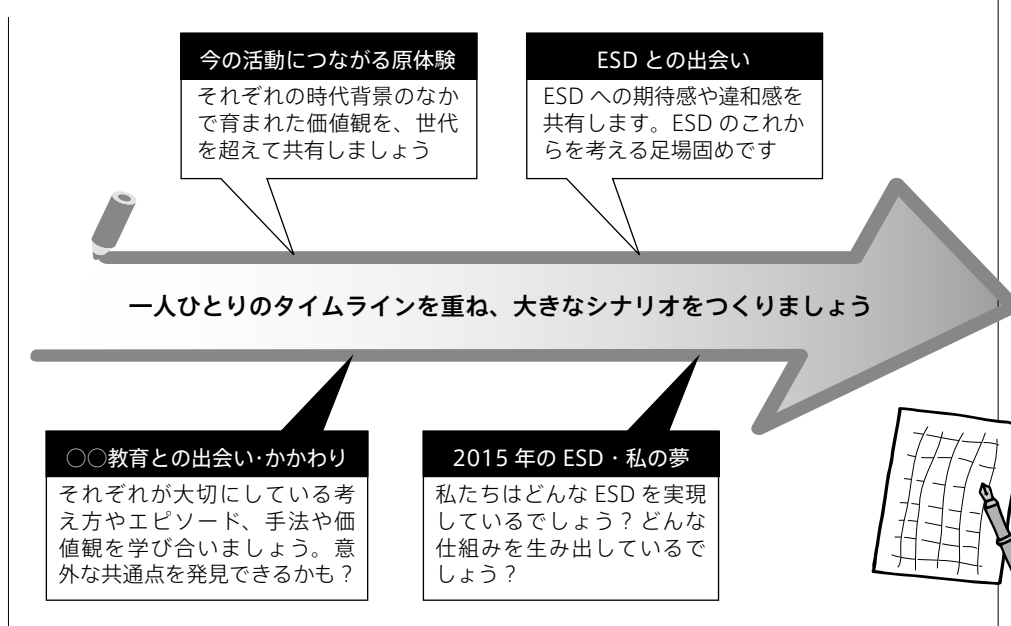 今の活動につながる原体験
それぞれの時代背景のなか
で育まれた価値観を、世代
を超えて共有しましょう
ESD との出会い
ESD への期待感や違和感を
共有します。ESD のこれか
らを考える足場固めです
一人ひとりのタイムラインを重ね、大きなシナリオをつくりましょう
○○教育との出会い・かかわり
それぞれが大切にしている考
え方やエピソード、手法や価
値観を学び合いましょう。意
外な共通点を発見できるかも？
2015 年の ESD・私の夢
私たちはどんな ESD を実現
しているでしょう？どんな
仕組みを生み出しているで
しょう？